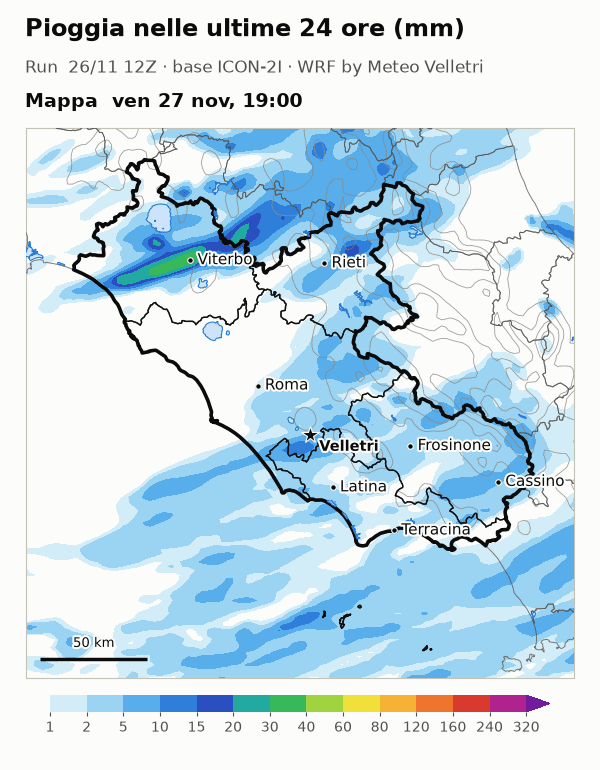 Pioggia nelle ultime 24 ore (mm)
Run 26/11 12Z · base ICON-2I · WRF by Meteo Velletri
Mappa ven 27 nov, 19:00
Viterbo
Rieti
Roma
Velletri
Frosinone
Latina
Cassino
Terracina
50 km
1 2 5 10 15 20 30 40 60 80 120 160 240 320